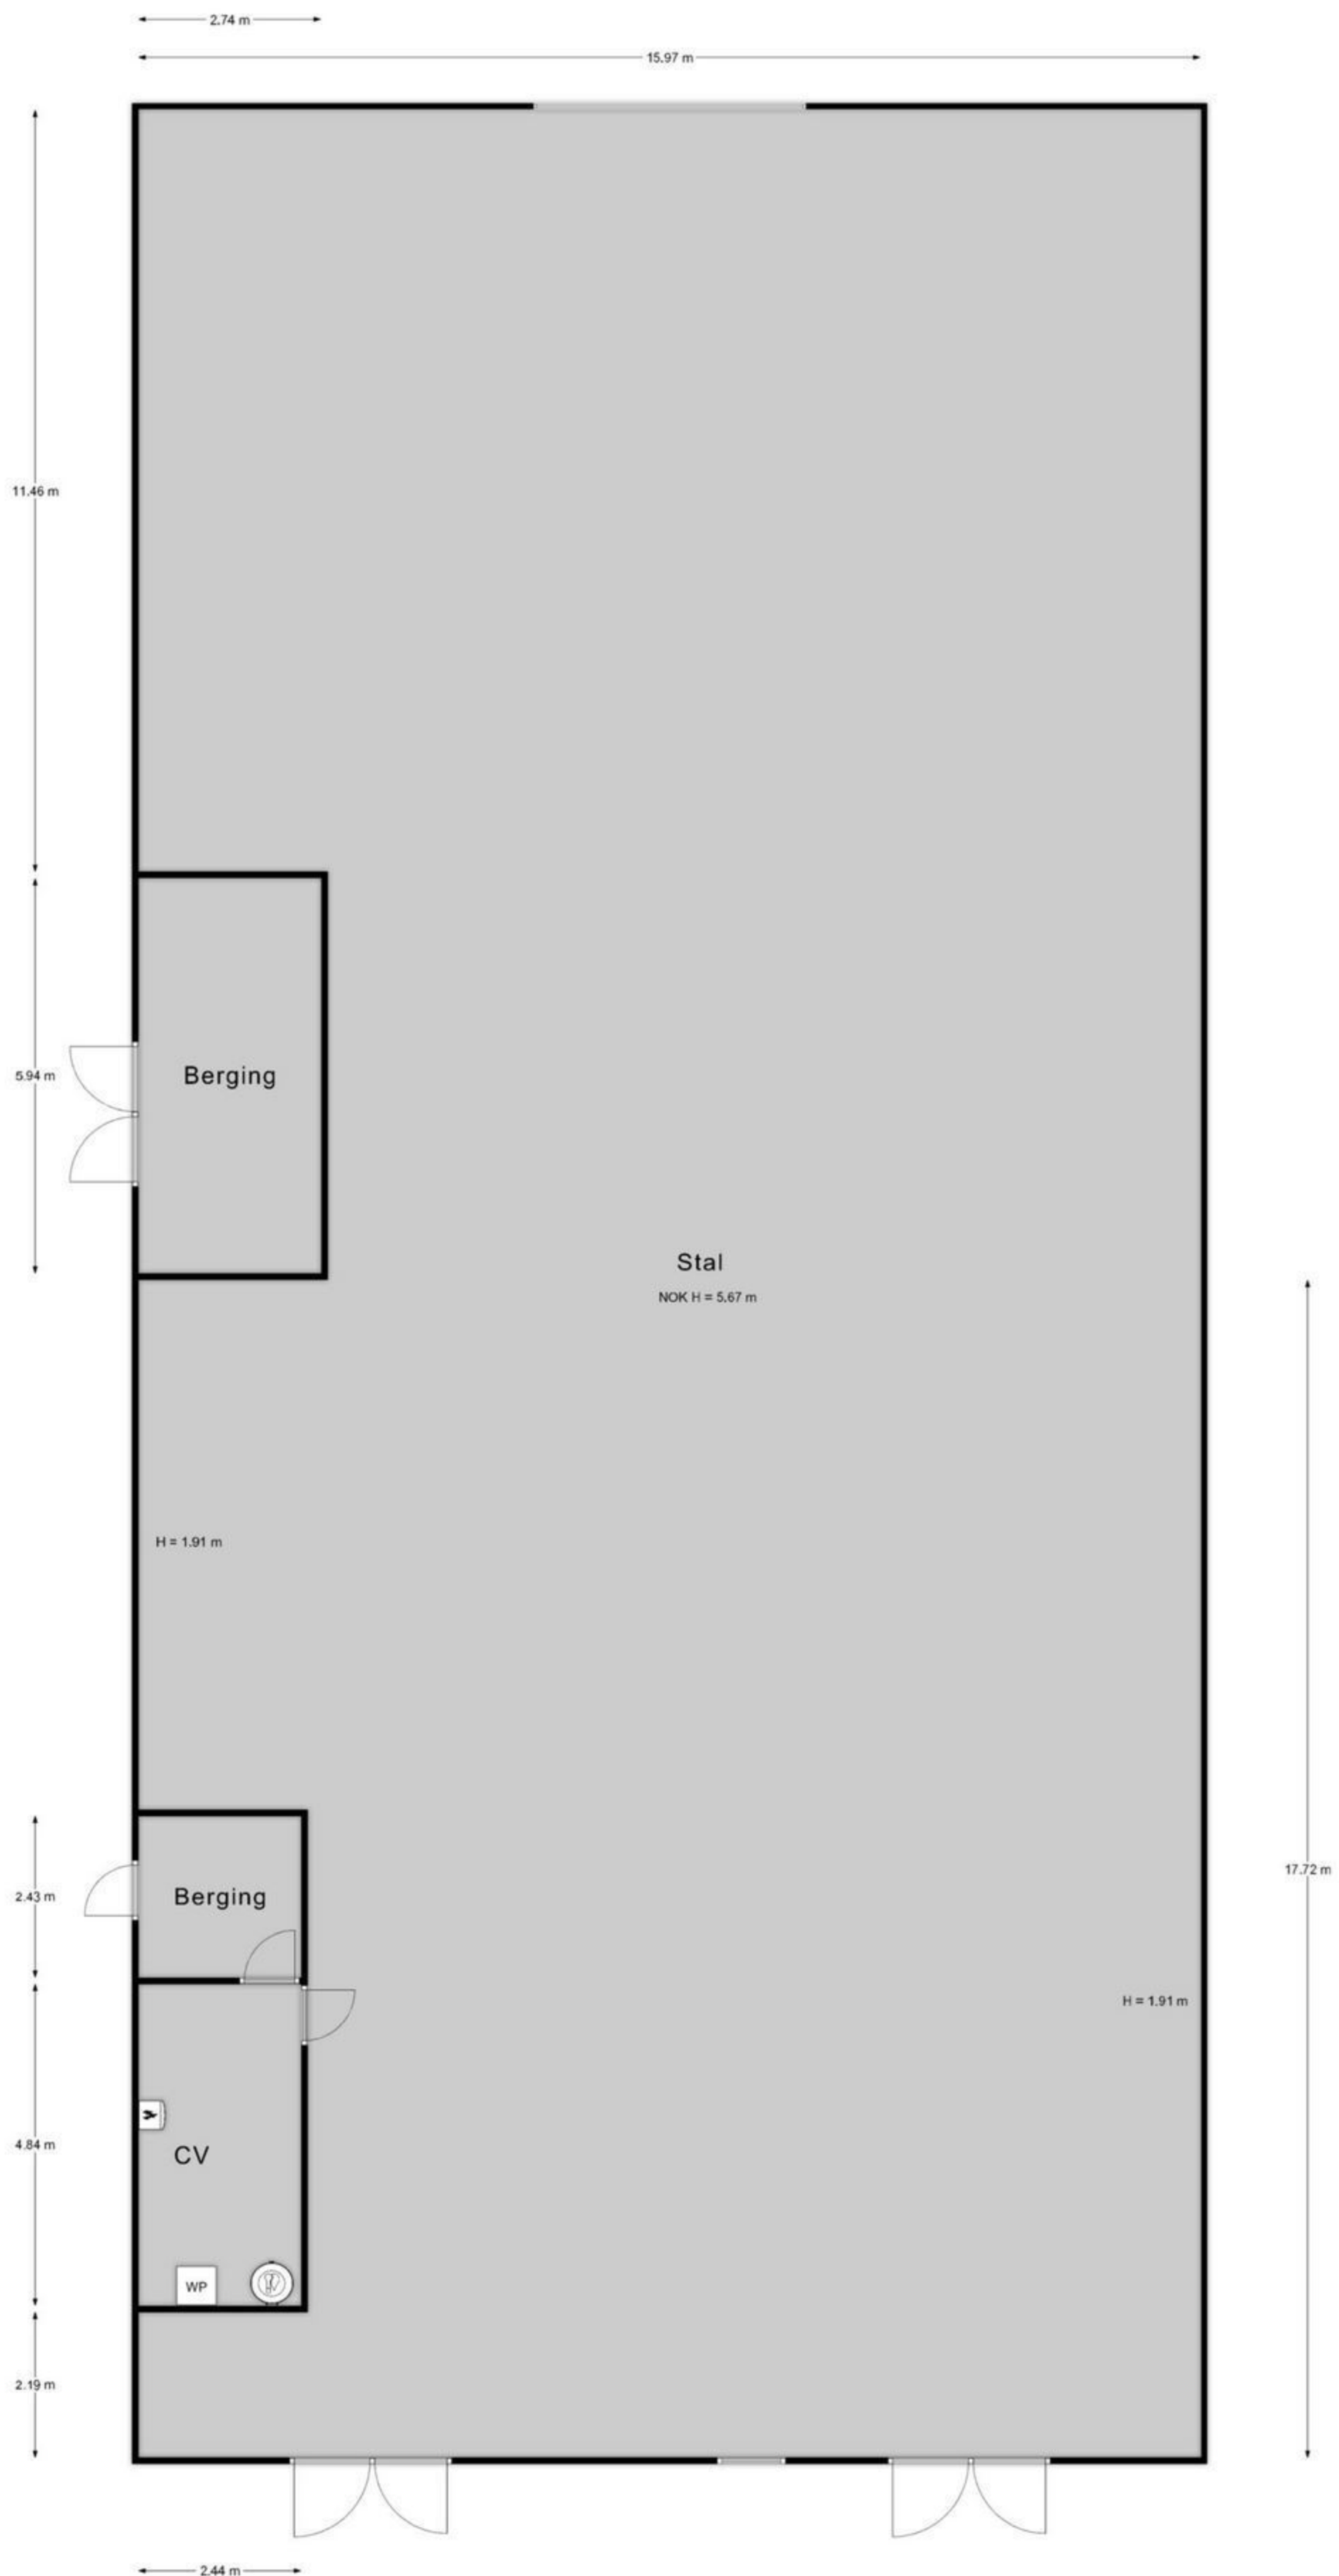 2.74 m
15.97 m
11.46 m
5.94 m
Berging
Stal
NOK H = 5.67 m
H = 1.91 m
17.72 m
2.43 m
Berging
H = 1.91 m
4.84 m
CV
WP
2.19 m
2.44 m